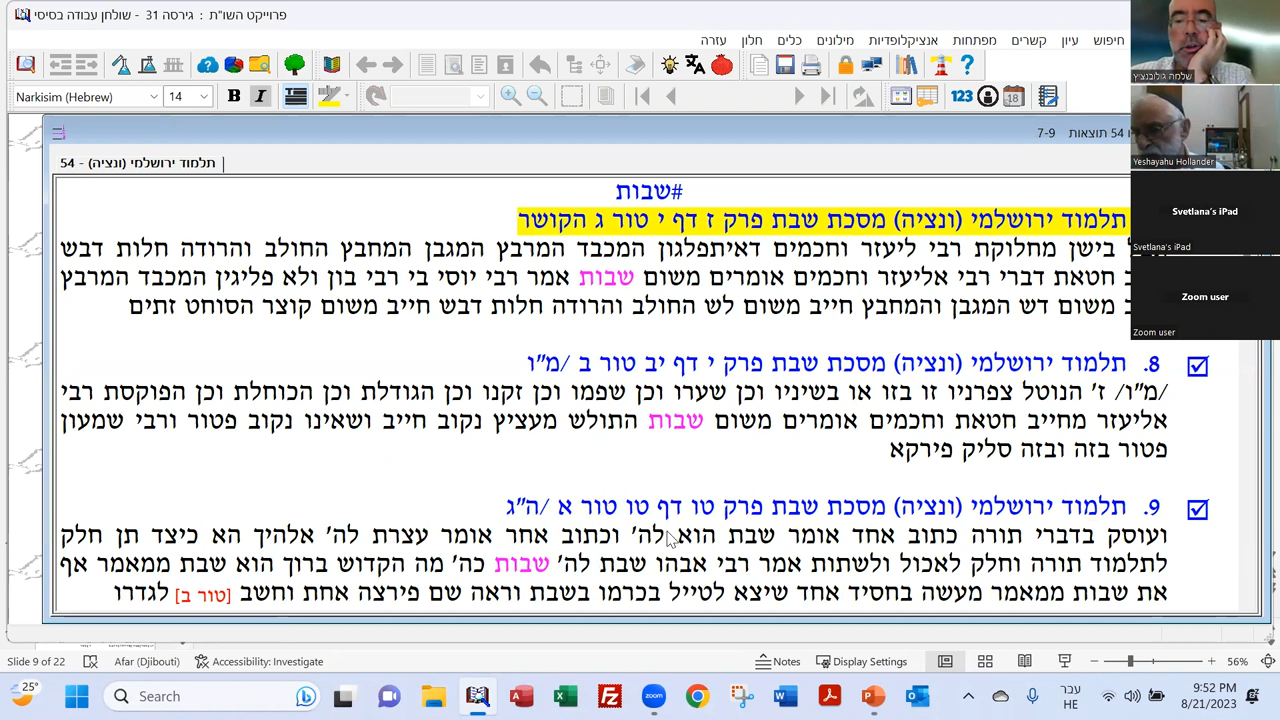 פרוייקט השו"ת : גירסה 31 - שולחן עבודה בסיסי
חיפוש עיון קשרים מפתחות אנציקלופדיות מילונים כלים חלון עזרה
Narkisim (Hebrew) 14 B I 123 18
54 תוצאות 7-9
תלמוד ירושלמי (ונציה) - 54
#שבות
תלמוד ירושלמי (ונציה) מסכת שבת פרק ז דף י טור ג הקושר
בישן מחלוקת רבי ליעזר וחכמים דאיתפלגון המכבד המרבץ המגבן המחבץ החולב והרודה חלות דבש
חטאת דברי רבי אליעזר וחכמים אומרים משום שבות אמר רבי יוסי בי רבי בון ולא פליגין המכבד המרבץ
משום דש המגבן והמחבץ חייב משום לש החולב והרודה חלות דבש חייב משום קוצר הסוחט זתים
8. תלמוד ירושלמי (ונציה) מסכת שבת פרק י דף יב טור ב /מ"ו
/מ"ו/ ז' הנוטל צפרניו זו בזו או בשיניו וכן שערו וכן שפמו וכן זקנו וכן הגודלת וכן הכוחלת וכן הפוקסת רבי
אליעזר מחייב חטאת וחכמים אומרים משום שבות התולש מעציץ נקוב חייב ושאינו נקוב פטור ורבי שמעון
פטור בזה ובזה סליק פירקא
9. תלמוד ירושלמי (ונציה) מסכת שבת פרק טו דף טו טור א /ה"ג
ועוסק בדברי תורה כתוב אחד אומר שבת הוא לה' וכתוב אחר אומר עצרת לה' אלהיך הא כיצד תן חלק
לתלמוד תורה וחלק לאכול ולשתות אמר רבי אבהו שבת לה' שבות כה' מה הקדוש ברוך הוא שבת ממאמר אף
את שבות ממאמר מעשה בחסיד אחד שיצא לטייל בכרמו בשבת וראה שם פירצה אחת וחשב [טור ב] לגדרו
שלמה גולובנציץ
Yeshayahu Hollander
Svetlana's iPad
Svetlana's iPad
Zoom user
Zoom user
Slide 9 of 22 Afar (Djibouti) Accessibility: Investigate Notes Display Settings 56%
25° Search עבר HE 9:52 PM 8/21/2023